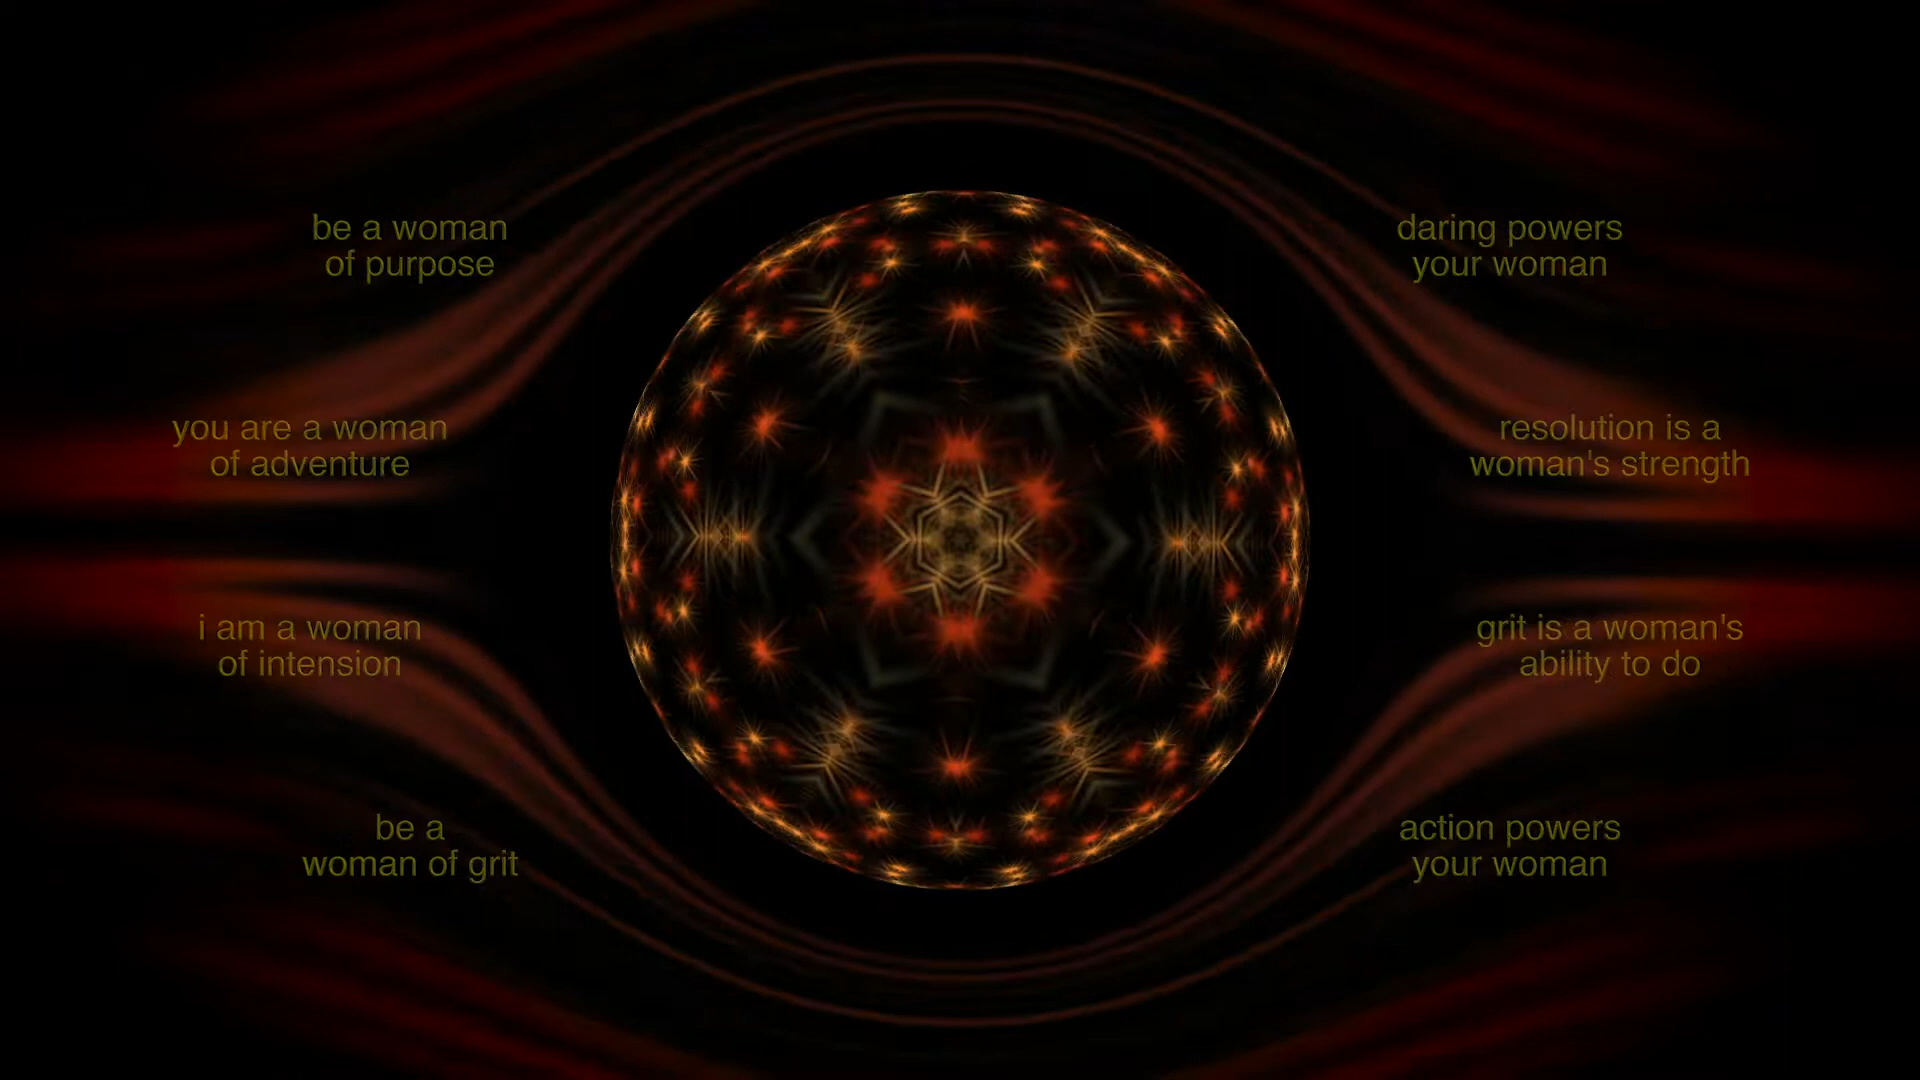 be a woman
of purpose
you are a woman
of adventure
i am a woman
of intension
be a
woman of grit
daring powers
your woman
resolution is a
woman's strength
grit is a woman's
ability to do
action powers
your woman